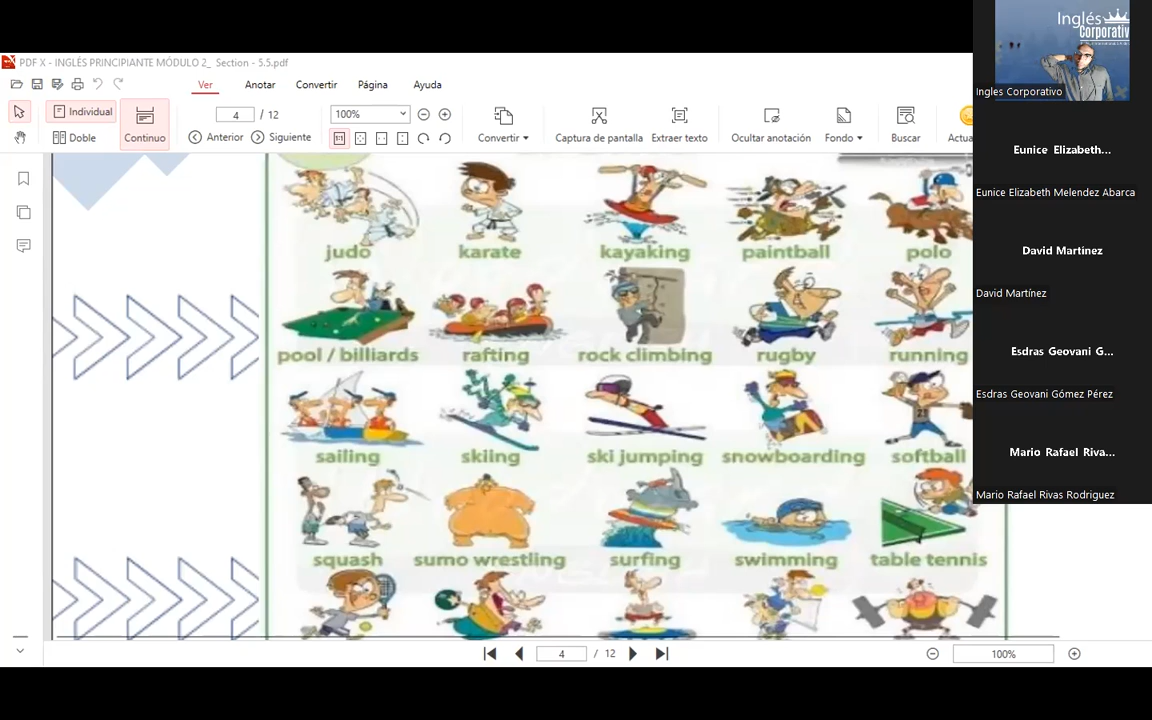 PDF X - INGLÉS PRINCIPIANTE MÓDULO 2_ Section - 5.5.pdf
Ver Anotar Convertir Página Ayuda
Individual
Doble
Continuo
4 / 12
Anterior Siguiente
100%
Convertir
Captura de pantalla
Extraer texto
Ocultar anotación
Fondo
Buscar
Actua
judo karate kayaking paintball polo
pool / billiards rafting rock climbing rugby running
sailing skiing ski jumping snowboarding softball
squash sumo wrestling surfing swimming table tennis
4 / 12
100%
Inglés
Corporativ
Ingles Corporativo
Eunice Elizabeth...
Eunice Elizabeth Melendez Abarca
David Martínez
David Martínez
Esdras Geovani G...
Esdras Geovani Gómez Pérez
Mario Rafael Riva...
Mario Rafael Rivas Rodriguez